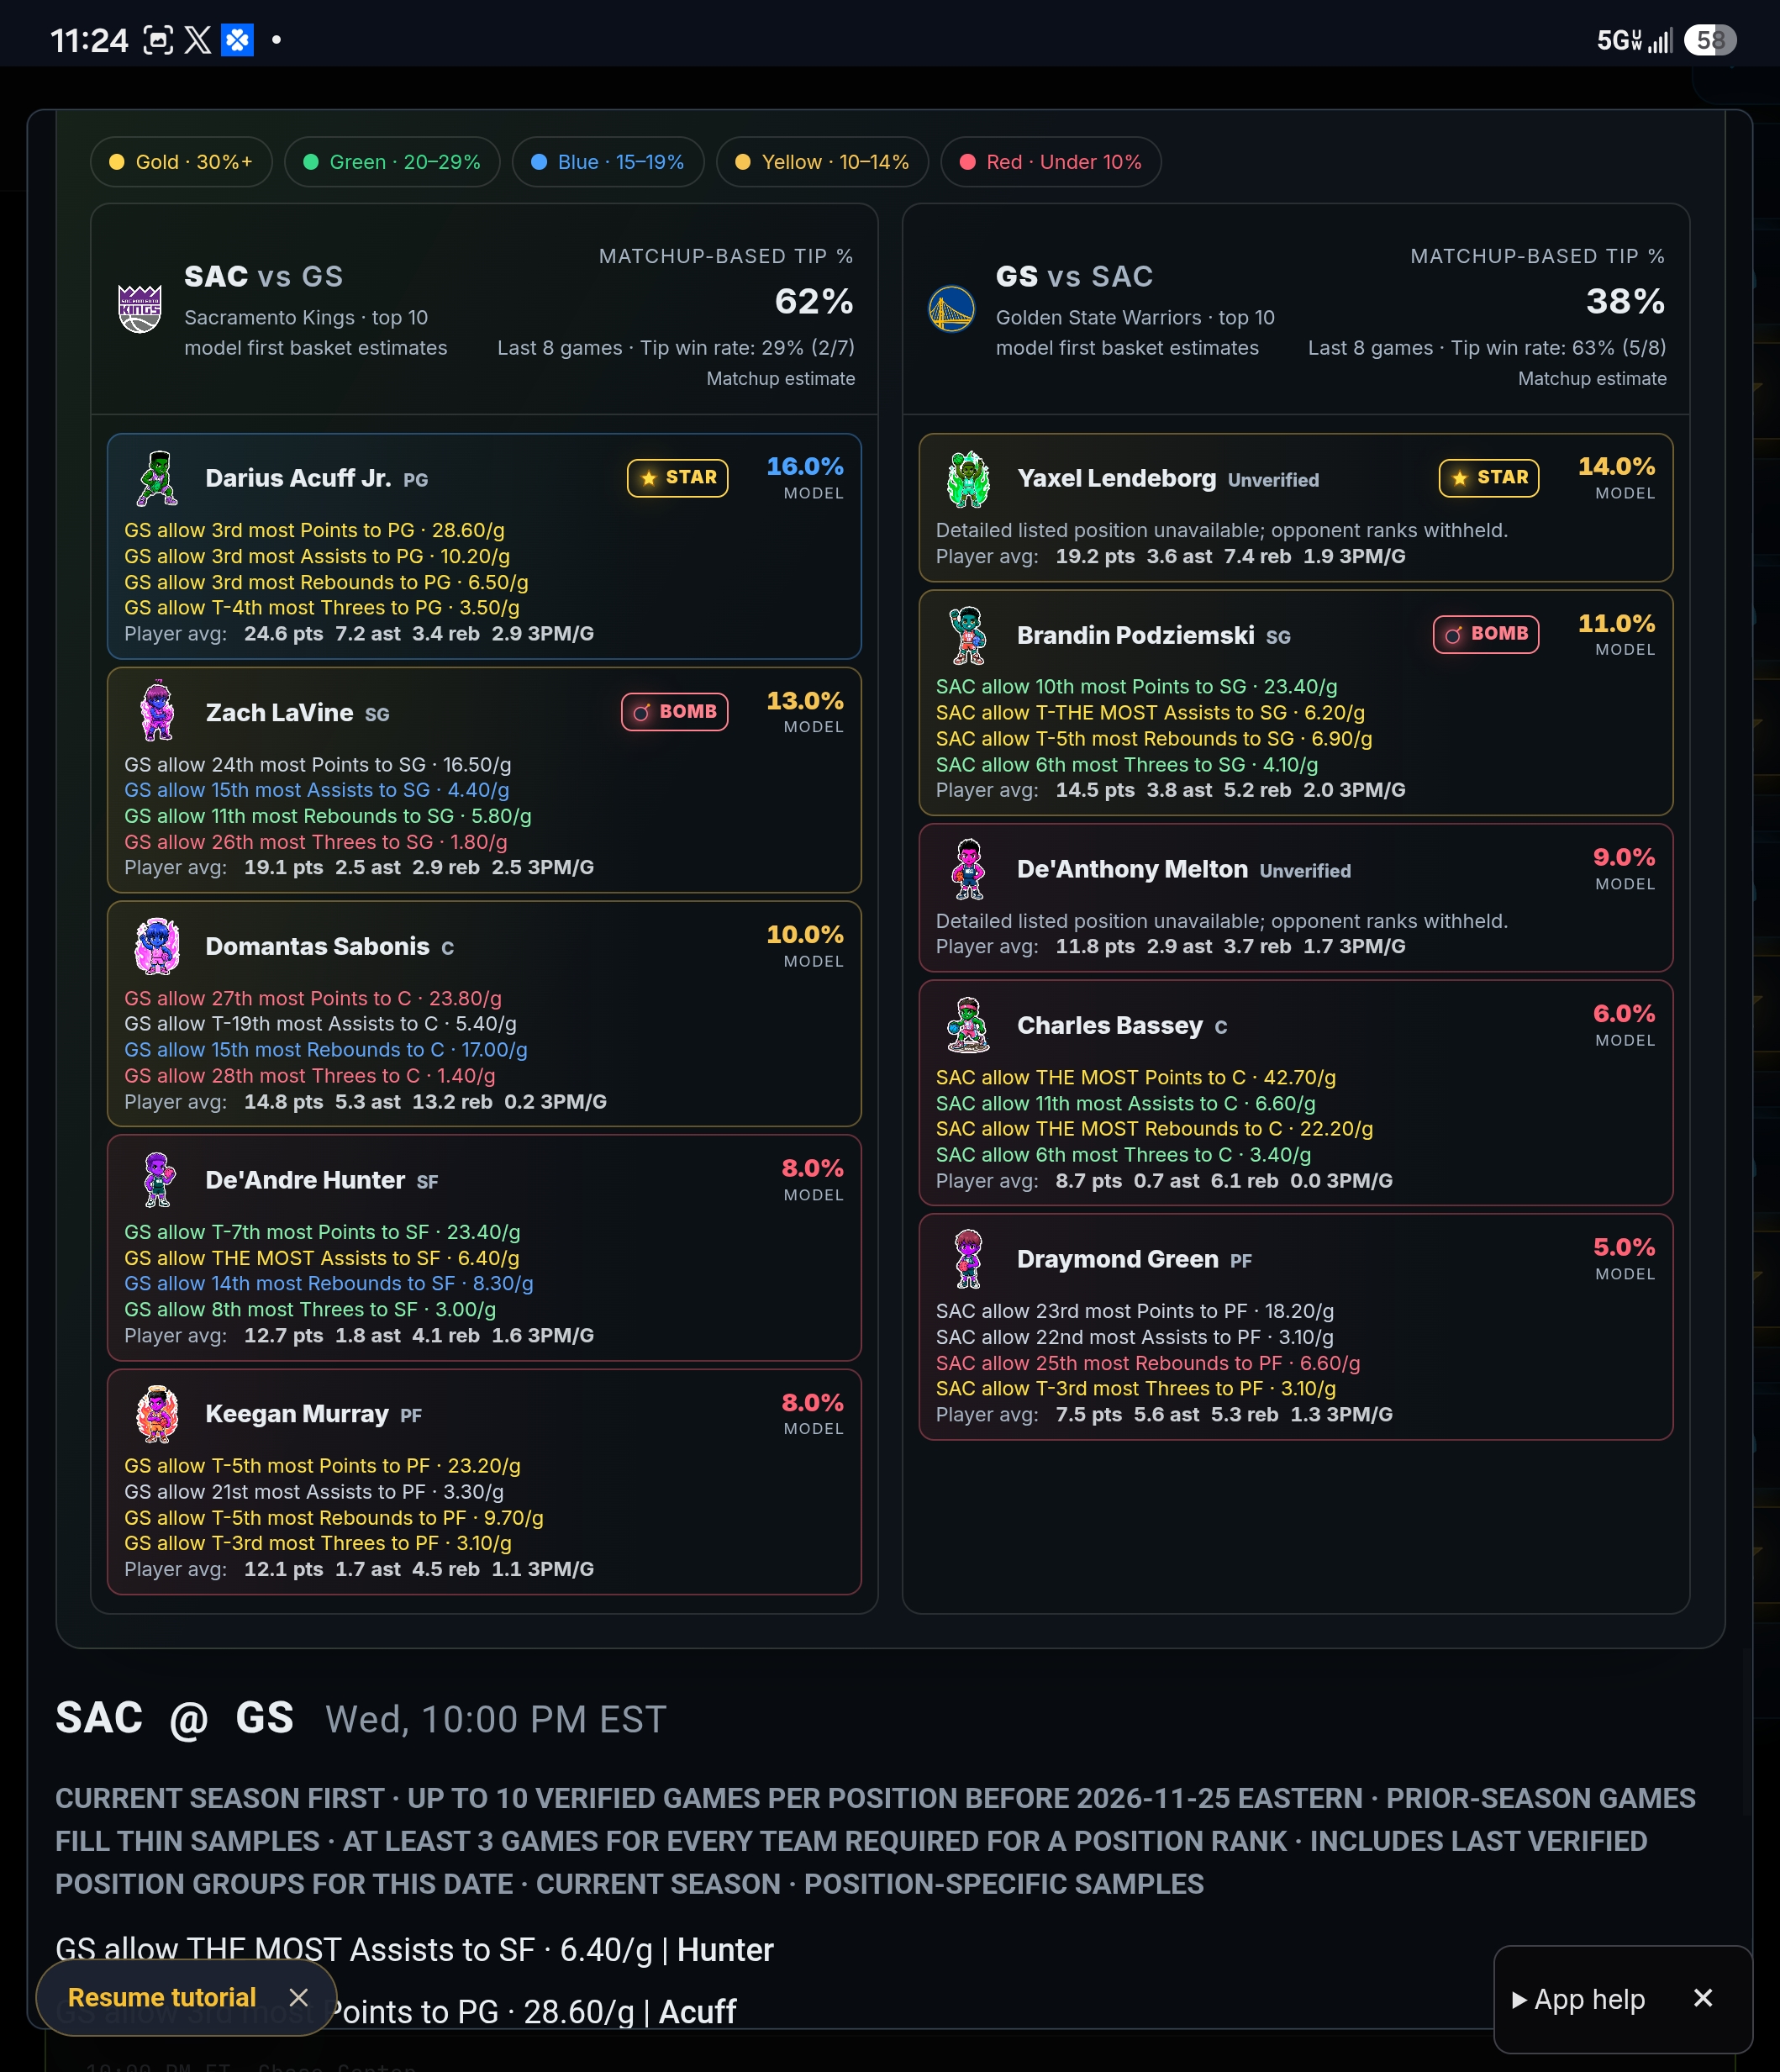 11:24
5G UW
58
Gold · 30%+
Green · 20–29%
Blue · 15–19%
Yellow · 10–14%
Red · Under 10%
SAC vs GS
Sacramento Kings · top 10
model first basket estimates
MATCHUP-BASED TIP %
62%
Last 8 games · Tip win rate: 29% (2/7)
Matchup estimate
Darius Acuff Jr. PG
STAR
16.0%
MODEL
GS allow 3rd most Points to PG · 28.60/g
GS allow 3rd most Assists to PG · 10.20/g
GS allow 3rd most Rebounds to PG · 6.50/g
GS allow T-4th most Threes to PG · 3.50/g
Player avg: 24.6 pts 7.2 ast 3.4 reb 2.9 3PM/G
Zach LaVine SG
BOMB
13.0%
MODEL
GS allow 24th most Points to SG · 16.50/g
GS allow 15th most Assists to SG · 4.40/g
GS allow 11th most Rebounds to SG · 5.80/g
GS allow 26th most Threes to SG · 1.80/g
Player avg: 19.1 pts 2.5 ast 2.9 reb 2.5 3PM/G
Domantas Sabonis C
10.0%
MODEL
GS allow 27th most Points to C · 23.80/g
GS allow T-19th most Assists to C · 5.40/g
GS allow 15th most Rebounds to C · 17.00/g
GS allow 28th most Threes to C · 1.40/g
Player avg: 14.8 pts 5.3 ast 13.2 reb 0.2 3PM/G
De'Andre Hunter SF
8.0%
MODEL
GS allow T-7th most Points to SF · 23.40/g
GS allow THE MOST Assists to SF · 6.40/g
GS allow 14th most Rebounds to SF · 8.30/g
GS allow 8th most Threes to SF · 3.00/g
Player avg: 12.7 pts 1.8 ast 4.1 reb 1.6 3PM/G
Keegan Murray PF
8.0%
MODEL
GS allow T-5th most Points to PF · 23.20/g
GS allow 21st most Assists to PF · 3.30/g
GS allow T-5th most Rebounds to PF · 9.70/g
GS allow T-3rd most Threes to PF · 3.10/g
Player avg: 12.1 pts 1.7 ast 4.5 reb 1.1 3PM/G
GS vs SAC
Golden State Warriors · top 10
model first basket estimates
MATCHUP-BASED TIP %
38%
Last 8 games · Tip win rate: 63% (5/8)
Matchup estimate
Yaxel Lendeborg Unverified
STAR
14.0%
MODEL
Detailed listed position unavailable; opponent ranks withheld.
Player avg: 19.2 pts 3.6 ast 7.4 reb 1.9 3PM/G
Brandin Podziemski SG
BOMB
11.0%
MODEL
SAC allow 10th most Points to SG · 23.40/g
SAC allow T-THE MOST Assists to SG · 6.20/g
SAC allow T-5th most Rebounds to SG · 6.90/g
SAC allow 6th most Threes to SG · 4.10/g
Player avg: 14.5 pts 3.8 ast 5.2 reb 2.0 3PM/G
De'Anthony Melton Unverified
9.0%
MODEL
Detailed listed position unavailable; opponent ranks withheld.
Player avg: 11.8 pts 2.9 ast 3.7 reb 1.7 3PM/G
Charles Bassey C
6.0%
MODEL
SAC allow THE MOST Points to C · 42.70/g
SAC allow 11th most Assists to C · 6.60/g
SAC allow THE MOST Rebounds to C · 22.20/g
SAC allow 6th most Threes to C · 3.40/g
Player avg: 8.7 pts 0.7 ast 6.1 reb 0.0 3PM/G
Draymond Green PF
5.0%
MODEL
SAC allow 23rd most Points to PF · 18.20/g
SAC allow 22nd most Assists to PF · 3.10/g
SAC allow 25th most Rebounds to PF · 6.60/g
SAC allow T-3rd most Threes to PF · 3.10/g
Player avg: 7.5 pts 5.6 ast 5.3 reb 1.3 3PM/G
SAC @ GS Wed, 10:00 PM EST
CURRENT SEASON FIRST · UP TO 10 VERIFIED GAMES PER POSITION BEFORE 2026-11-25 EASTERN · PRIOR-SEASON GAMES
FILL THIN SAMPLES · AT LEAST 3 GAMES FOR EVERY TEAM REQUIRED FOR A POSITION RANK · INCLUDES LAST VERIFIED
POSITION GROUPS FOR THIS DATE · CURRENT SEASON · POSITION-SPECIFIC SAMPLES
GS allow THE MOST Assists to SF · 6.40/g | Hunter
GS allow 3rd most Points to PG · 28.60/g | Acuff
Resume tutorial
App help